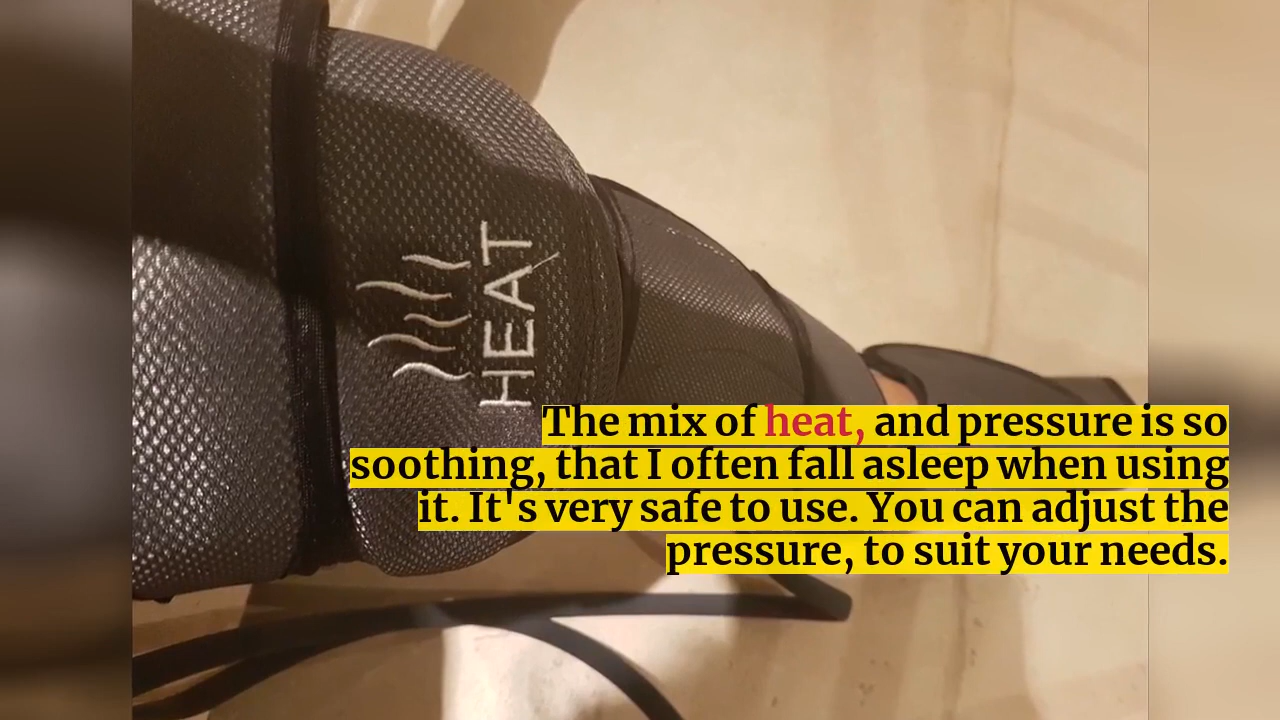 HEAT
The mix of heat, and pressure is so
soothing, that I often fall asleep when using
it. It's very safe to use. You can adjust the
pressure, to suit your needs.